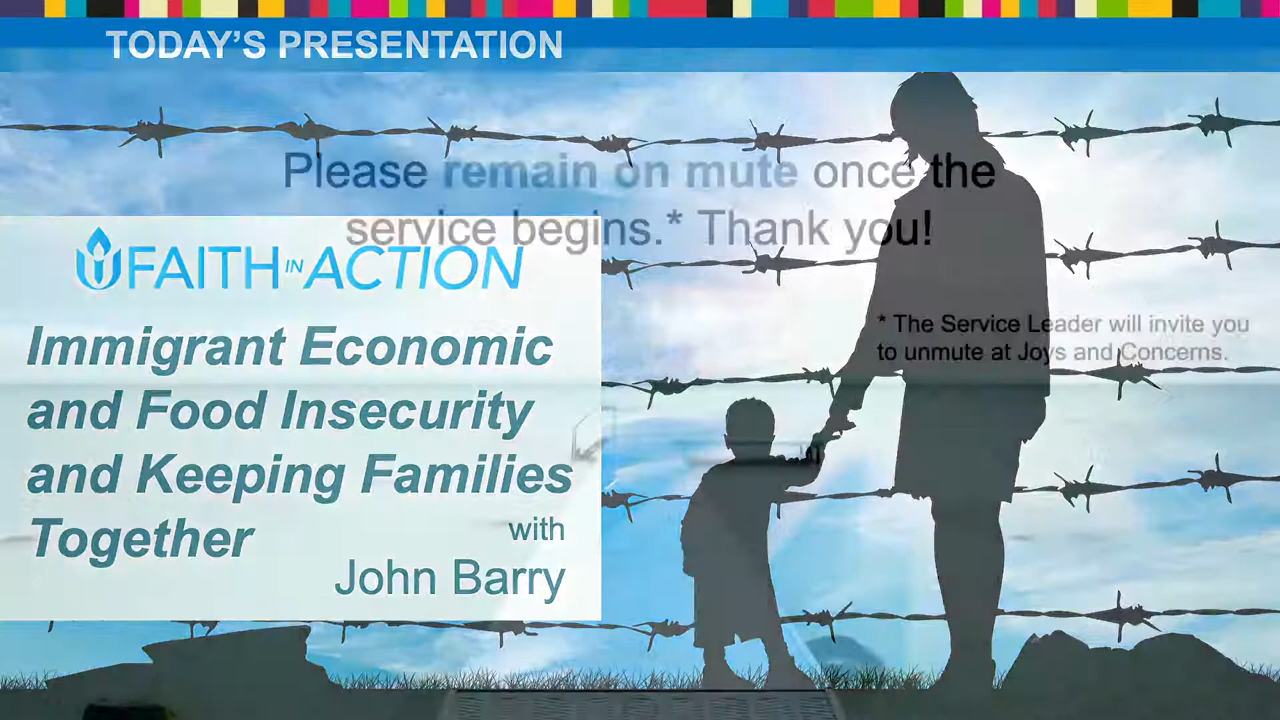 TODAY'S PRESENTATION
Please remain on mute once the
service begins.* Thank you!
* The Service Leader will invite you
to unmute at Joys and Concerns.
FAITH IN ACTION
Immigrant Economic
and Food Insecurity
and Keeping Families
Together
with
John Barry